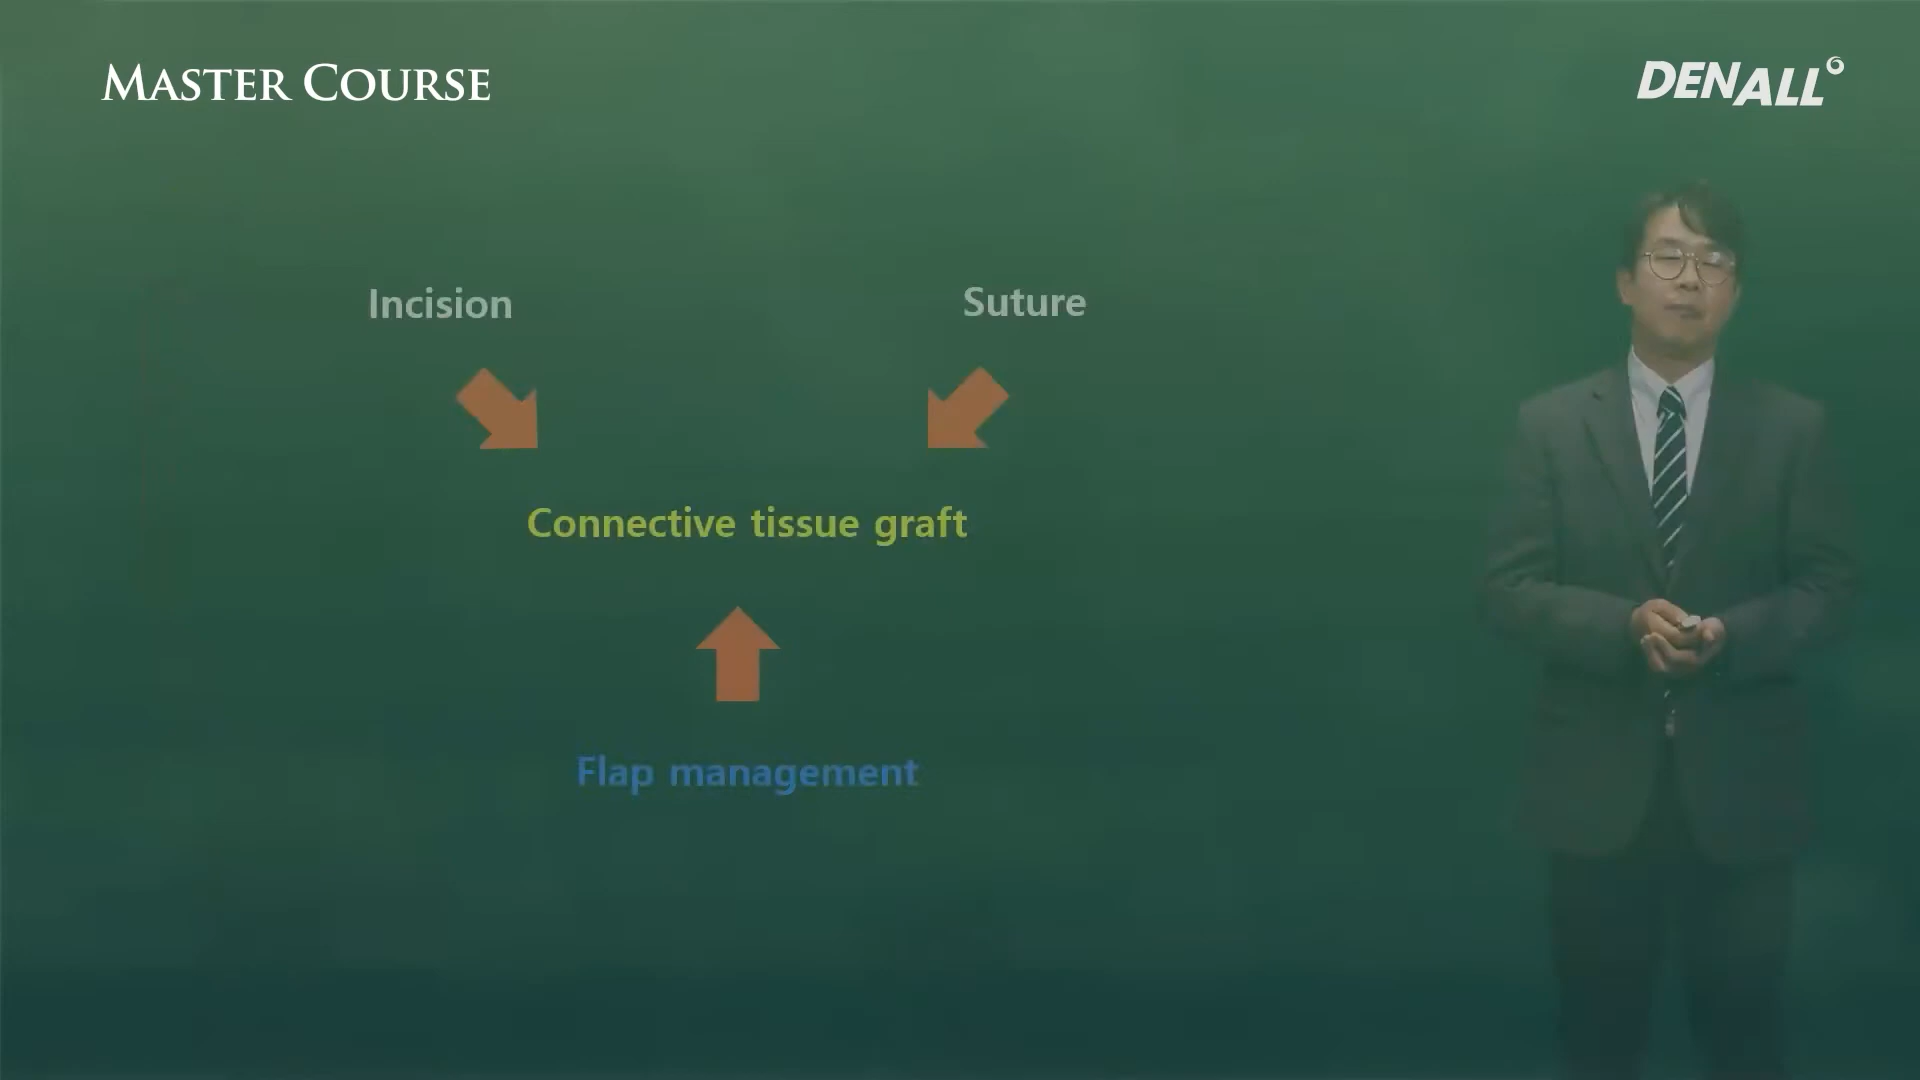 MASTER COURSE
DENALL
Incision
Suture
Connective tissue graft
Flap management